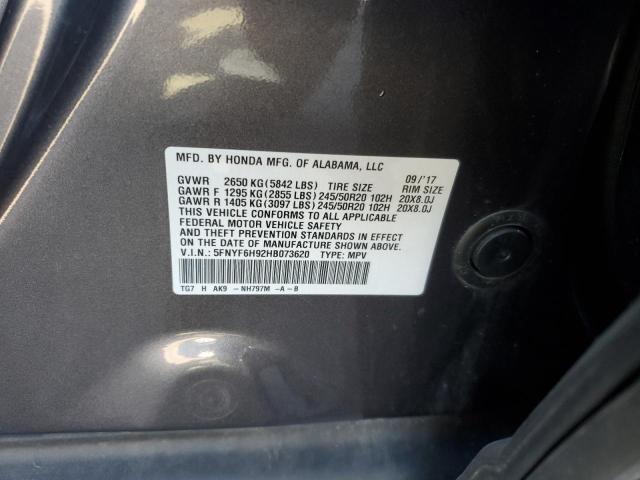 MFD. BY HONDA MFG. OF ALABAMA, LLC
09/'17
GVWR 2650 KG(5842 LBS) TIRE SIZE RIM SIZE
GAWR F 1295 KG(2855 LBS) 245/50R20 102H 20X8.0J
GAWR R 1405 KG(3097 LBS) 245/50R20 102H 20X8.0J
THIS VEHICLE CONFORMS TO ALL APPLICABLE
FEDERAL MOTOR VEHICLE SAFETY
AND THEFT PREVENTION STANDARDS IN EFFECT
ON THE DATE OF MANUFACTURE SHOWN ABOVE.
V.I.N.: 5FNYF6H92HB073620 TYPE: MPV
TG7 H AK9 -NH797M -A-B